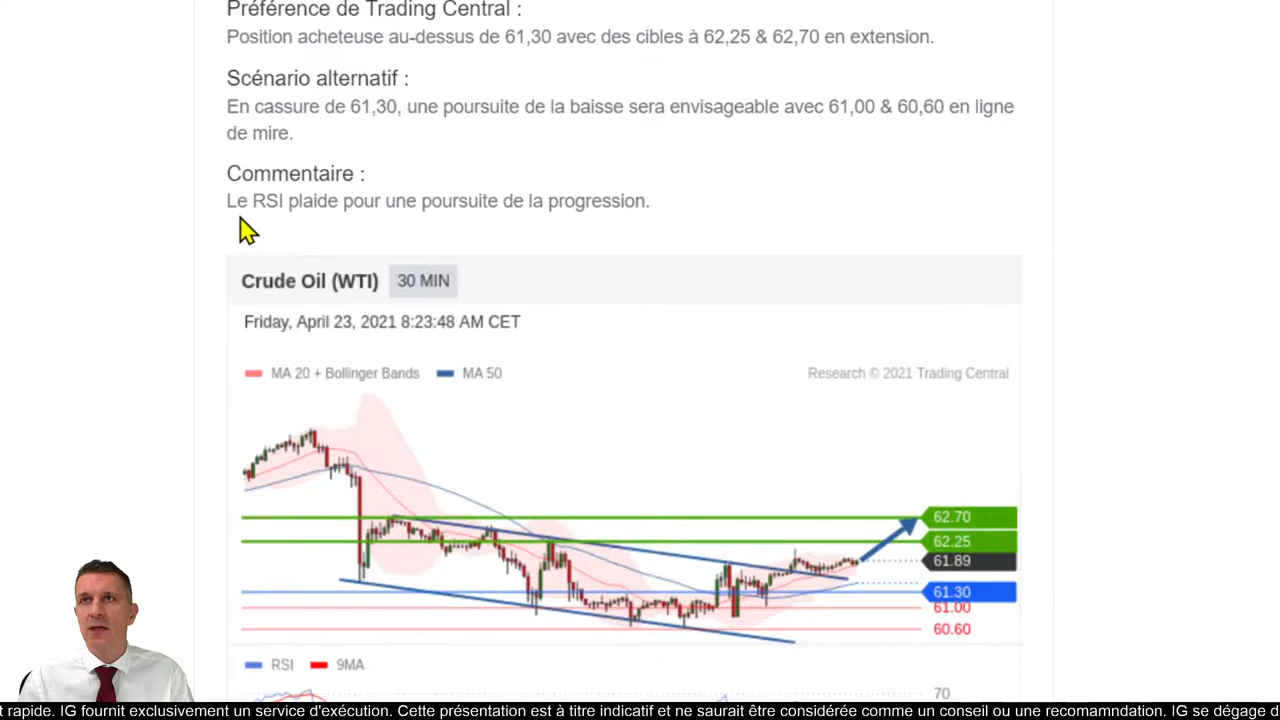 Préférence de Trading Central :
Position acheteuse au-dessus de 61,30 avec des cibles à 62,25 & 62,70 en extension.
Scénario alternatif :
En cassure de 61,30, une poursuite de la baisse sera envisageable avec 61,00 & 60,60 en ligne
de mire.
Commentaire :
Le RSI plaide pour une poursuite de la progression.
Crude Oil (WTI) 30 MIN
Friday, April 23, 2021 8:23:48 AM CET
MA 20 + Bollinger Bands MA 50 Research © 2021 Trading Central
62.70
62.25
61.89
61.30
61.00
60.60
RSI 9MA
70
t rapide. IG fournit exclusivement un service d'exécution. Cette présentation est à titre indicatif et ne saurait être considérée comme un conseil ou une recomamndation. IG se dégage d